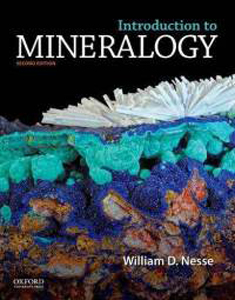 Introduction to
MINERALOGY
SECOND EDITION
William D. Nesse
OXFORD
UNIVERSITY PRESS